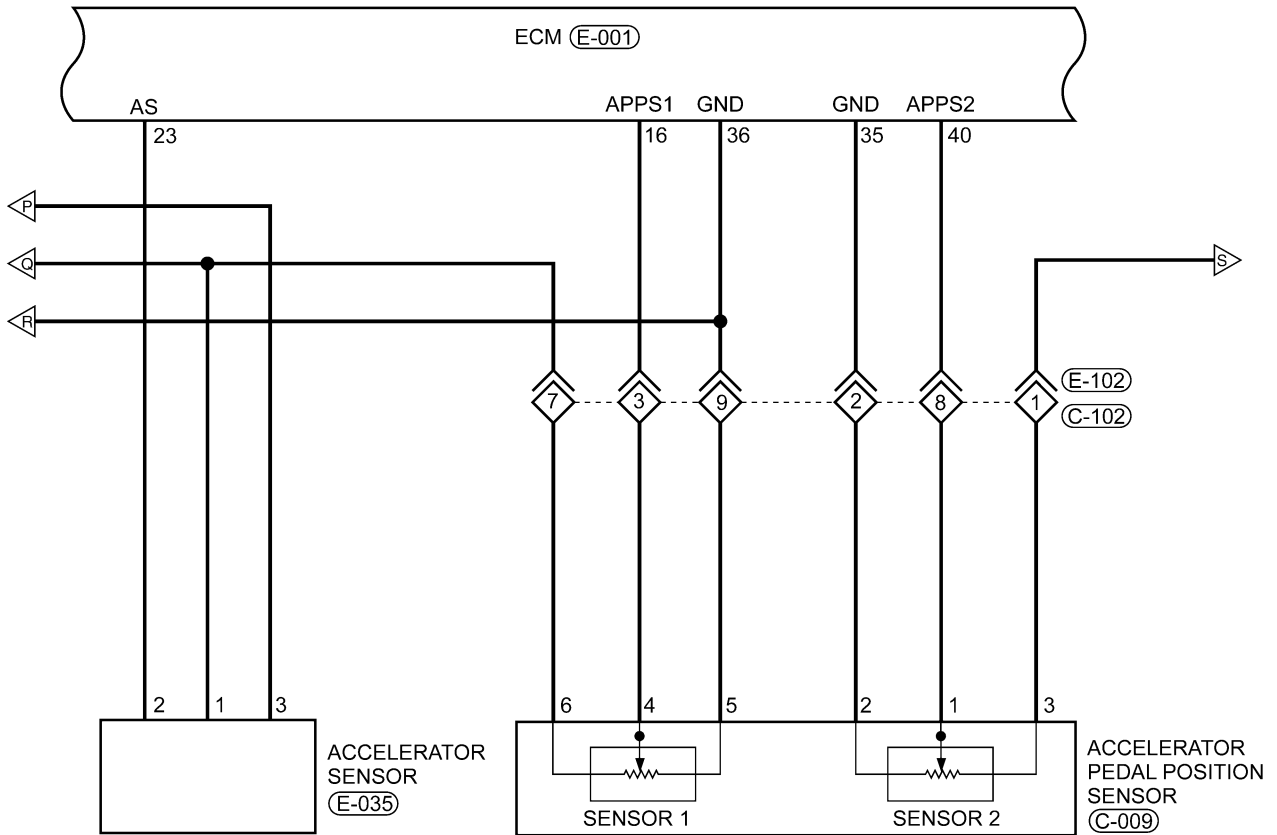 ECM E-001
AS APPS1 GND GND APPS2
23 16 36 35 40
P
Q
S
R
E-102
7 3 9 2 8 1
C-102
2 1 3 6 4 5 2 1 3
ACCELERATOR
SENSOR
E-035
SENSOR 1 SENSOR 2
ACCELERATOR
PEDAL POSITION
SENSOR
C-009